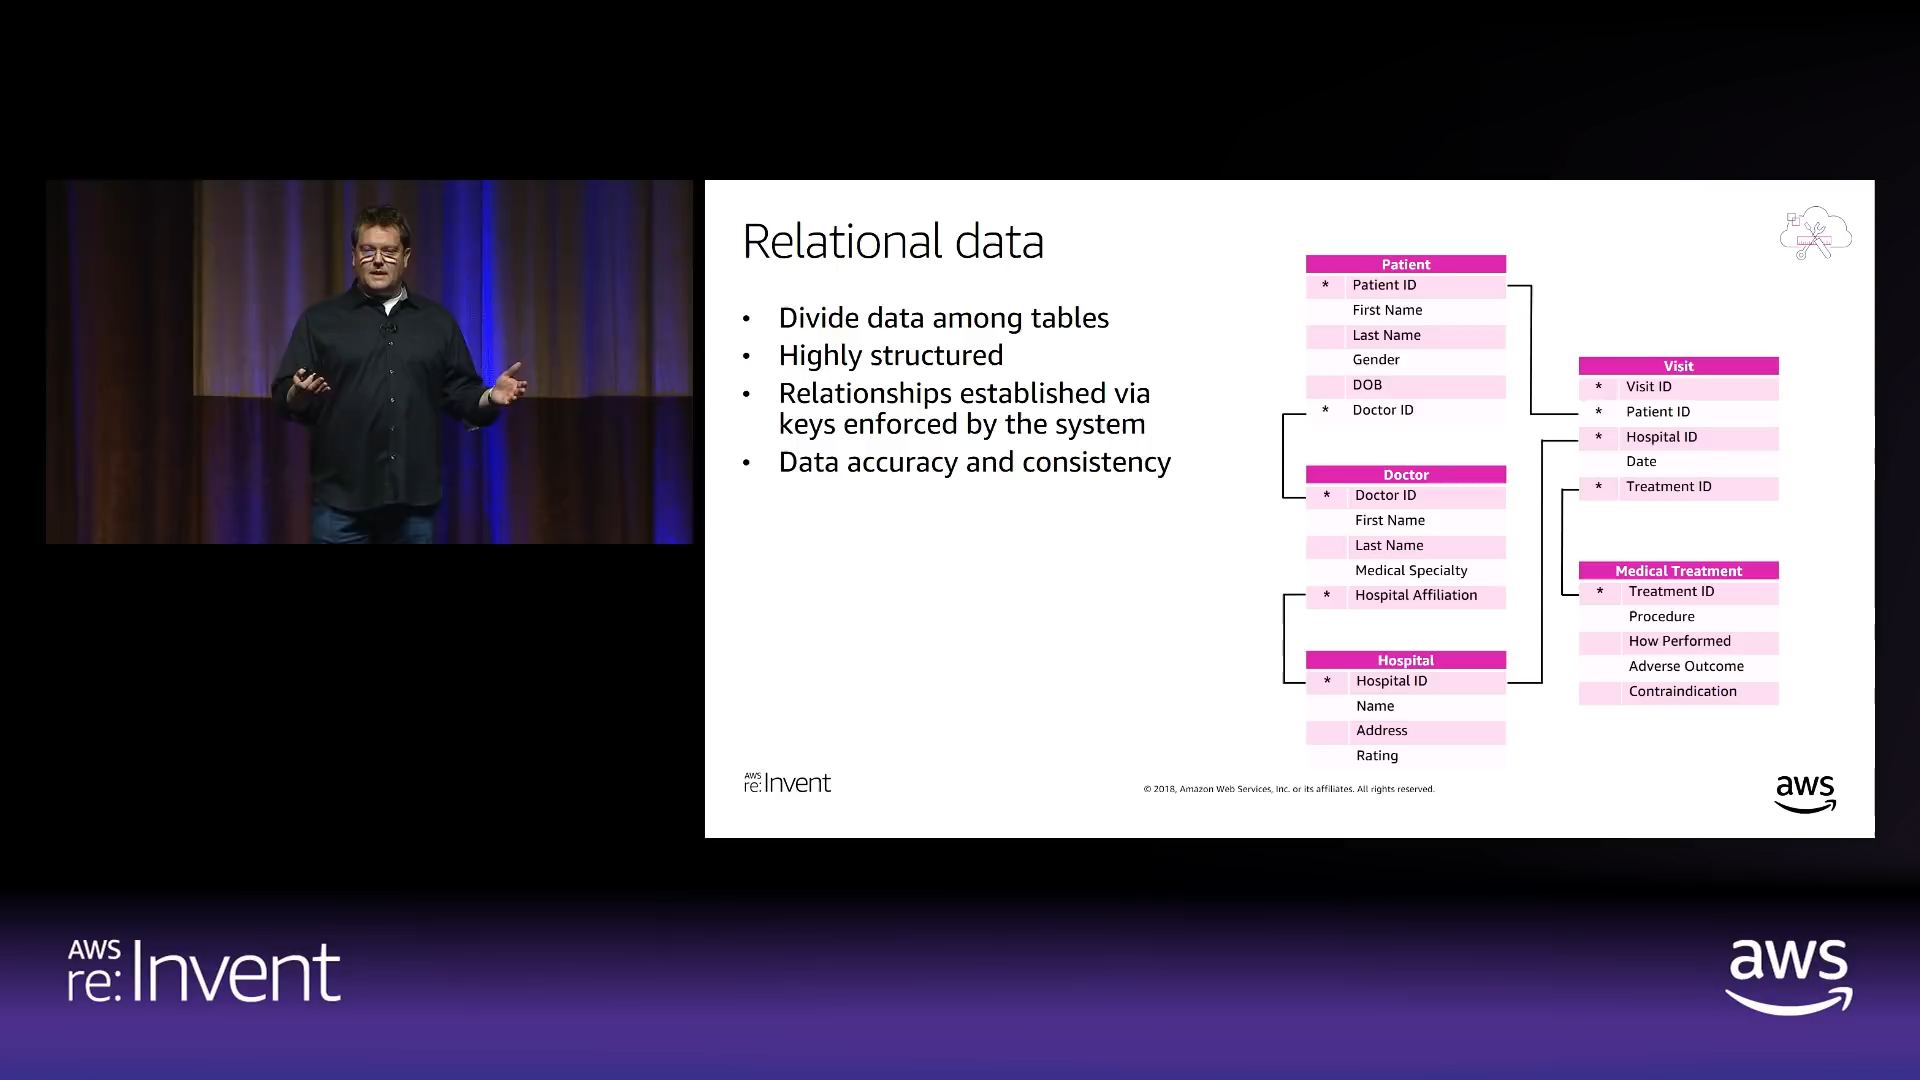 Relational data
• Divide data among tables
• Highly structured
• Relationships established via
keys enforced by the system
• Data accuracy and consistency
Patient
* Patient ID
First Name
Last Name
Gender
DOB
* Doctor ID
Doctor
* Doctor ID
First Name
Last Name
Medical Specialty
* Hospital Affiliation
Hospital
* Hospital ID
Name
Address
Rating
Visit
* Visit ID
* Patient ID
* Hospital ID
Date
* Treatment ID
Medical Treatment
* Treatment ID
Procedure
How Performed
Adverse Outcome
Contraindication
AWS
re:Invent
© 2018, Amazon Web Services, Inc. or its affiliates. All rights reserved.
aws
AWS
re:Invent
aws